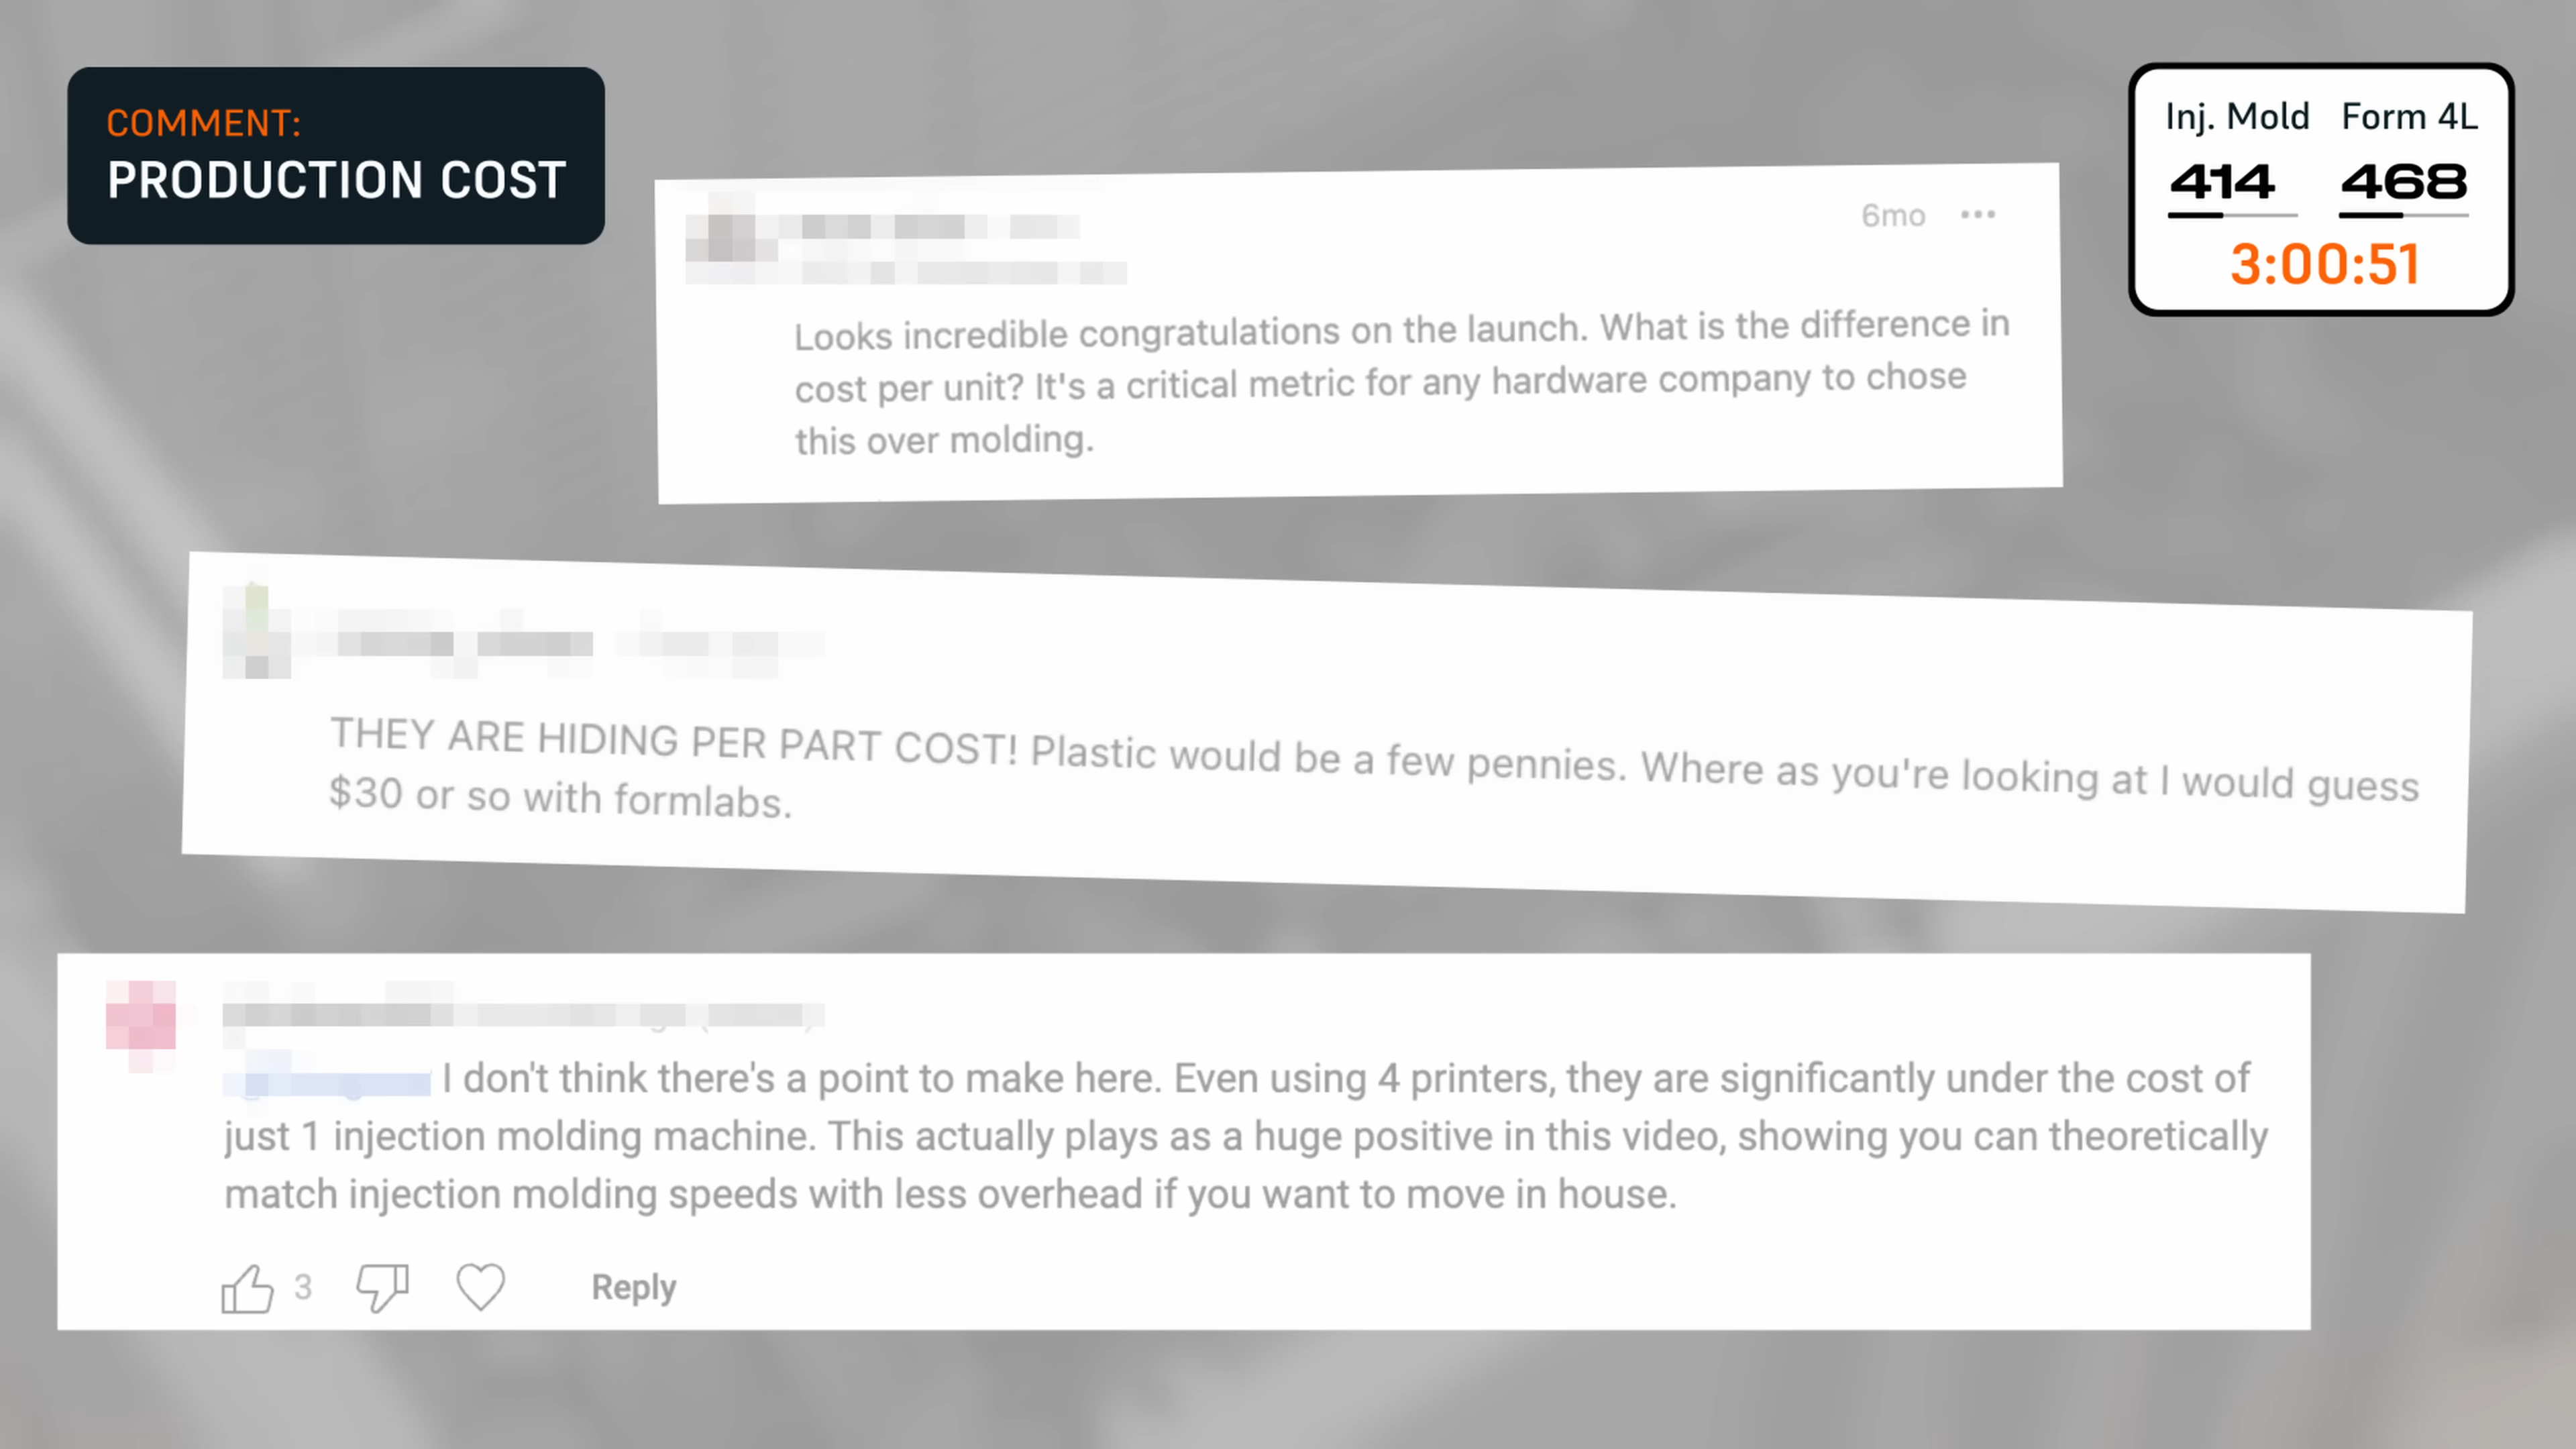 COMMENT:
PRODUCTION COST
Inj. Mold Form 4L
414 468
3:00:51
6mo
Looks incredible congratulations on the launch. What is the difference in
cost per unit? It's a critical metric for any hardware company to chose
this over molding.
THEY ARE HIDING PER PART COST! Plastic would be a few pennies. Where as you're looking at I would guess
$30 or so with formlabs.
I don't think there's a point to make here. Even using 4 printers, they are significantly under the cost of
just 1 injection molding machine. This actually plays as a huge positive in this video, showing you can theoretically
match injection molding speeds with less overhead if you want to move in house.
3 Reply